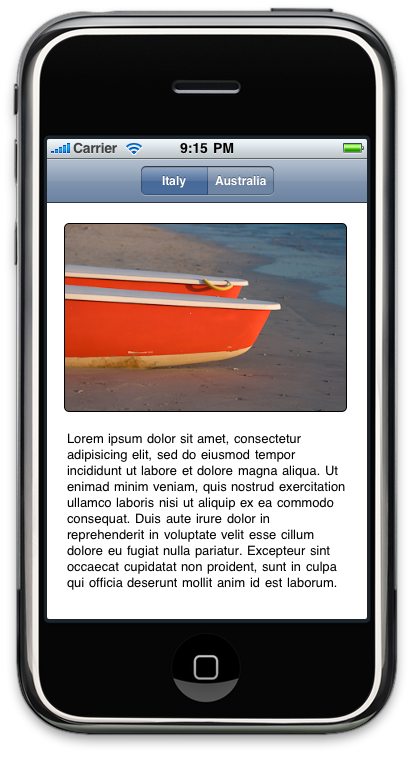 Carrier 9:15 PM
Italy Australia
Lorem ipsum dolor sit amet, consectetur
adipisicing elit, sed do eiusmod tempor
incididunt ut labore et dolore magna aliqua. Ut
enimad minim veniam, quis nostrud exercitation
ullamco laboris nisi ut aliquip ex ea commodo
consequat. Duis aute irure dolor in
reprehenderit in voluptate velit esse cillum
dolore eu fugiat nulla pariatur. Excepteur sint
occaecat cupidatat non proident, sunt in culpa
qui officia deserunt mollit anim id est laborum.